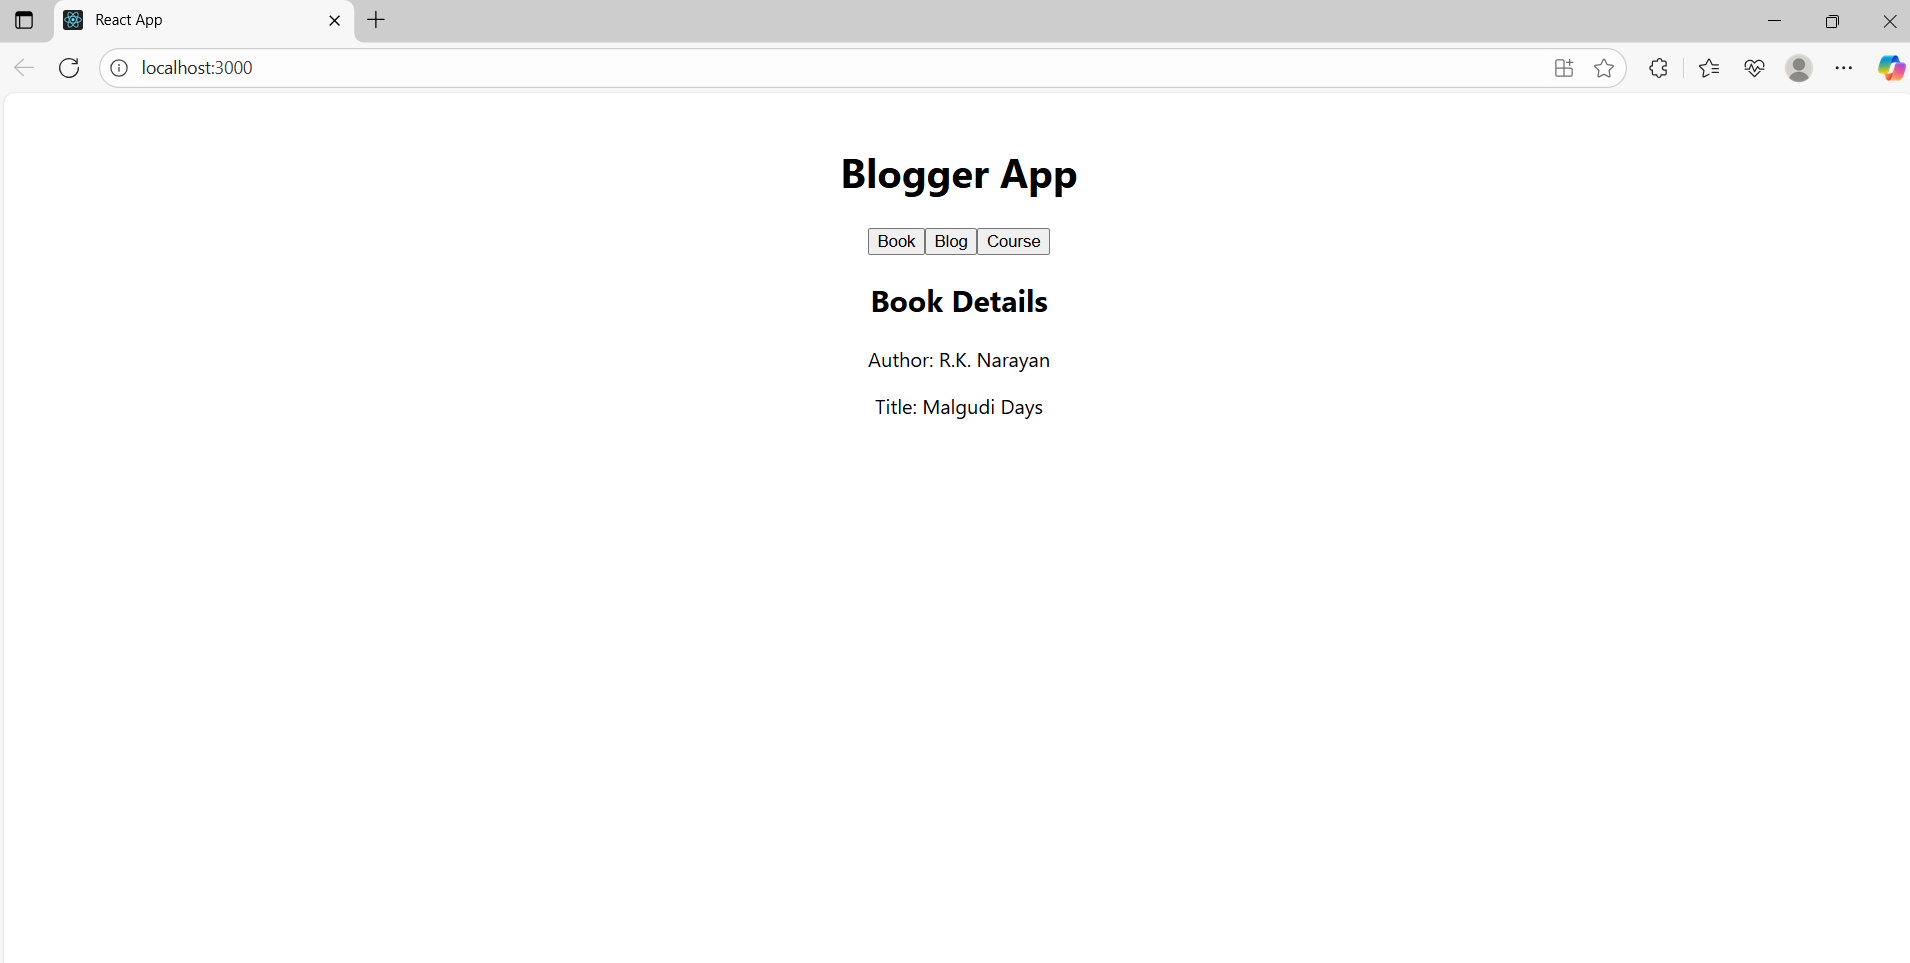 React App
localhost:3000
Blogger App
Book Blog Course
Book Details
Author: R.K. Narayan
Title: Malgudi Days